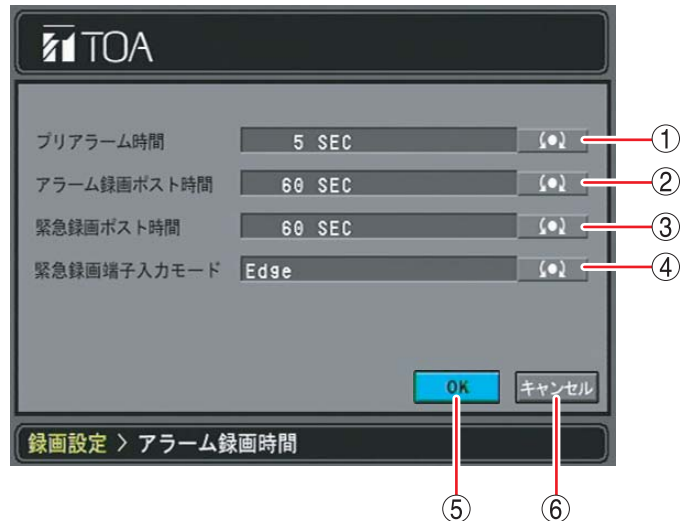 TOA
プリアラーム時間 5 SEC ①
アラーム録画ポスト時間 60 SEC ②
緊急録画ポスト時間 60 SEC ③
緊急録画端子入力モード Edge ④
OK キャンセル
録画設定 > アラーム録画時間
⑤ ⑥